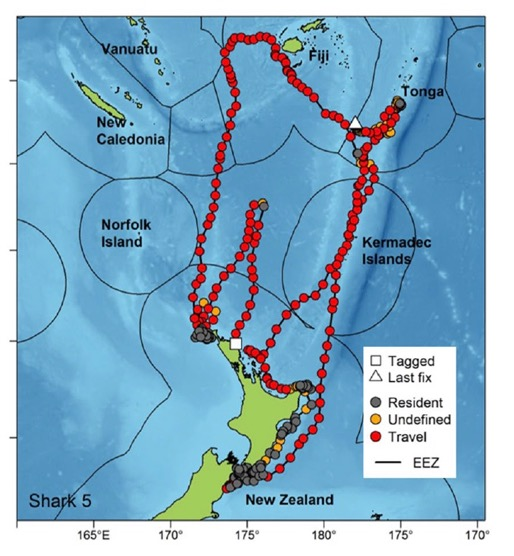 Vanuatu
Fiji
Tonga
New
Caledonia
Norfolk
Island
Kermadec
Islands
Tagged
Last fix
Resident
Undefined
Travel
EEZ
Shark 5
New Zealand
165°E
170°
175°
180°
175°
170°